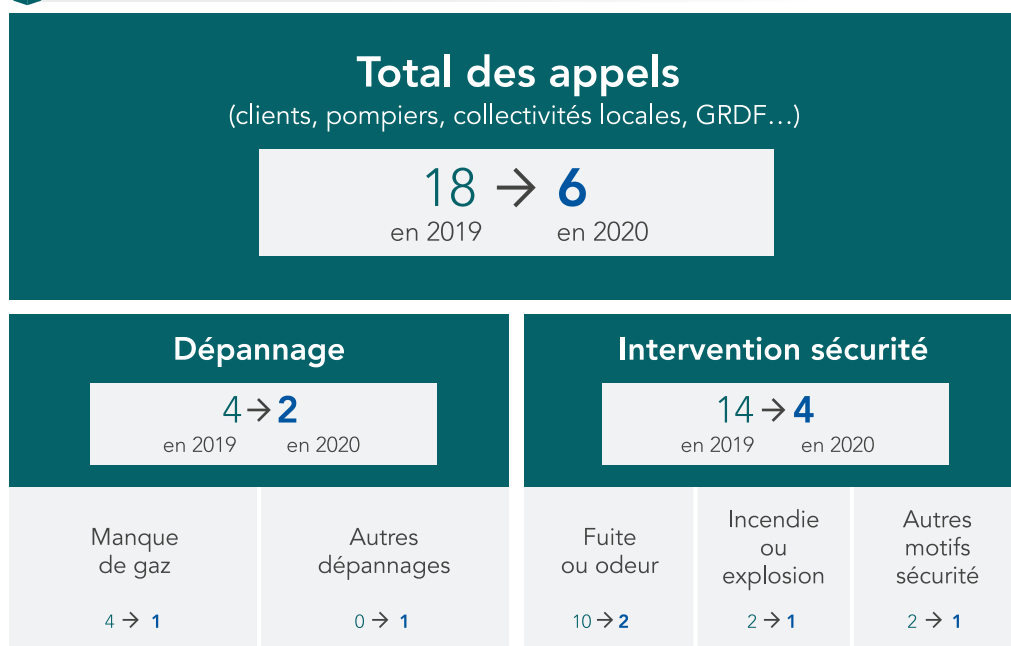 Total des appels
(clients, pompiers, collectivités locales, GRDF…)
18 → 6
en 2019 en 2020
Dépannage
4 → 2
en 2019 en 2020
Manque
de gaz
4 → 1
Autres
dépannages
0 → 1
Intervention sécurité
14 → 4
en 2019 en 2020
Fuite
ou odeur
10 → 2
Incendie
ou
explosion
2 → 1
Autres
motifs
sécurité
2 → 1